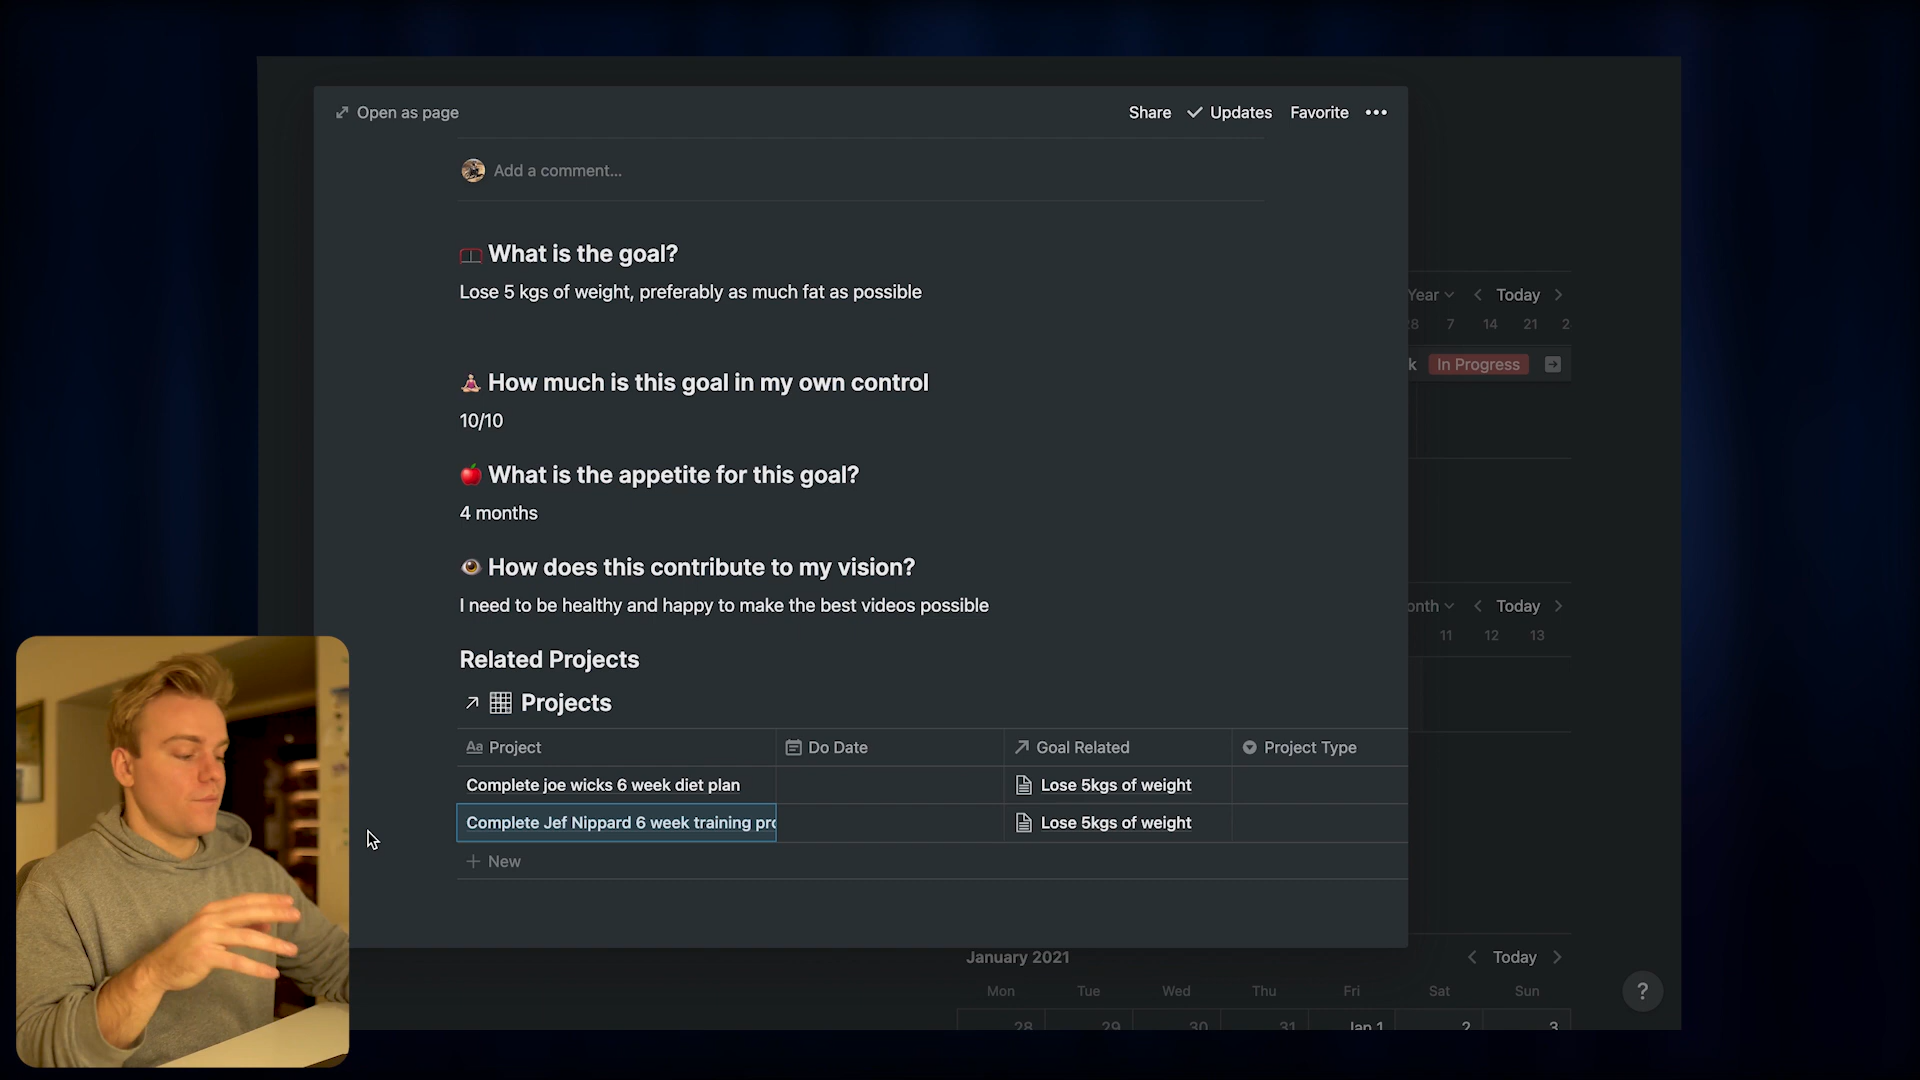 Open as page
Share
Updates
Favorite
Add a comment...
What is the goal?
Lose 5 kgs of weight, preferably as much fat as possible
How much is this goal in my own control
10/10
What is the appetite for this goal?
4 months
How does this contribute to my vision?
I need to be healthy and happy to make the best videos possible
Related Projects
Projects
Aa Project
Do Date
Goal Related
Project Type
Complete joe wicks 6 week diet plan
Lose 5kgs of weight
Complete Jef Nippard 6 week training pro
Lose 5kgs of weight
+ New
Year
Today
7 14 21
In Progress
Today
11 12 13
January 2021
Today
Mon Tue Wed Thu Fri Sat Sun
28 29 30 31 Jan 1 2 3
?